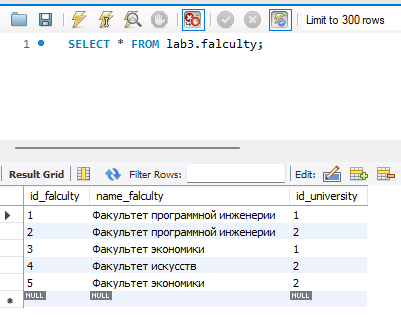 Limit to 300 rows
1 SELECT * FROM lab3.falculty;
Result Grid Filter Rows: Edit:
id_falculty name_falculty id_university
1 Факультет программной инженерии 1
2 Факультет программной инженерии 2
3 Факультет экономики 1
4 Факультет искусств 2
5 Факультет экономики 2
NULL NULL NULL